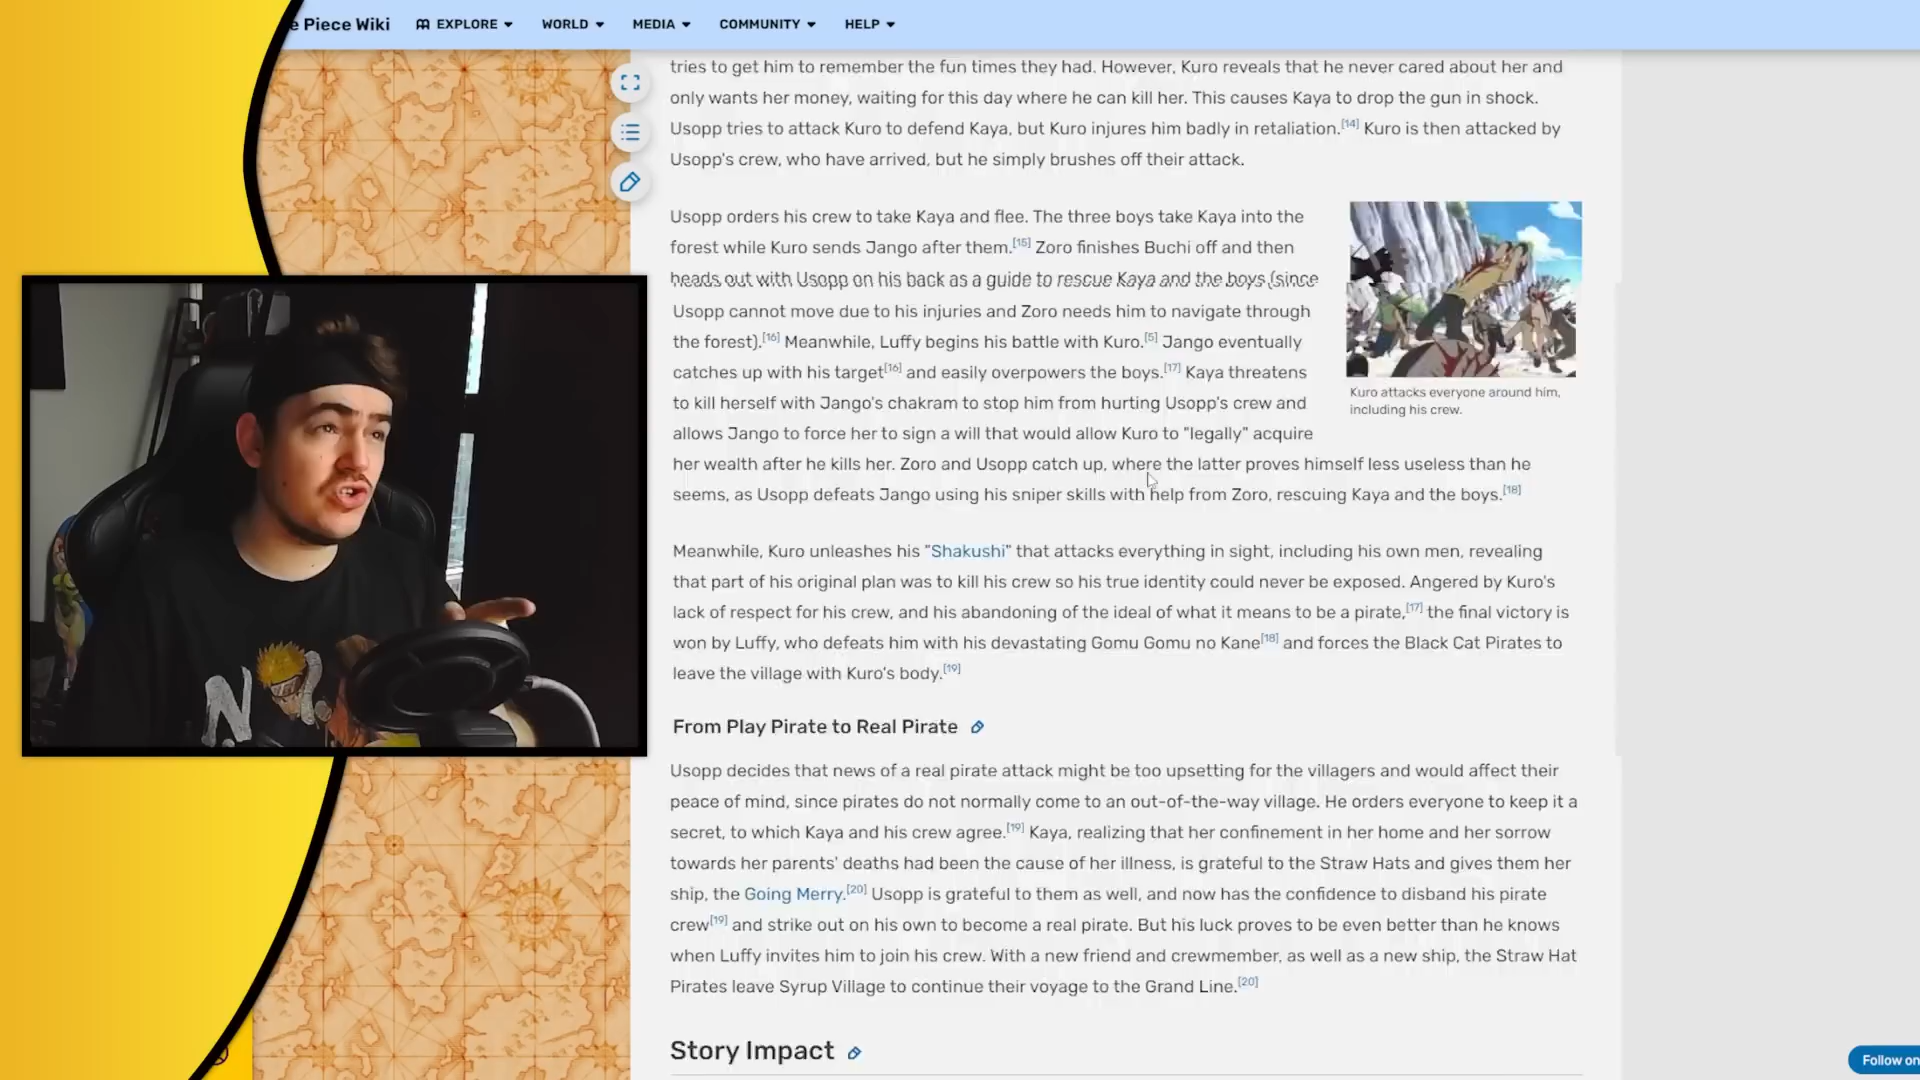 e Piece Wiki EXPLORE WORLD MEDIA COMMUNITY HELP
tries to get him to remember the fun times they had. However, Kuro reveals that he never cared about her and
only wants her money, waiting for this day where he can kill her. This causes Kaya to drop the gun in shock.
Usopp tries to attack Kuro to defend Kaya, but Kuro injures him badly in retaliation.[14] Kuro is then attacked by
Usopp's crew, who have arrived, but he simply brushes off their attack.
Usopp orders his crew to take Kaya and flee. The three boys take Kaya into the
forest while Kuro sends Jango after them.[15] Zoro finishes Buchi off and then
heads out with Usopp on his back as a guide to rescue Kaya and the boys (since
Usopp cannot move due to his injuries and Zoro needs him to navigate through
the forest).[16] Meanwhile, Luffy begins his battle with Kuro.[5] Jango eventually
catches up with his target[16] and easily overpowers the boys.[17] Kaya threatens
to kill herself with Jango's chakram to stop him from hurting Usopp's crew and
allows Jango to force her to sign a will that would allow Kuro to "legally" acquire
her wealth after he kills her. Zoro and Usopp catch up, where the latter proves himself less useless than he
seems, as Usopp defeats Jango using his sniper skills with help from Zoro, rescuing Kaya and the boys.[18]
Kuro attacks everyone around him,
including his crew.
Meanwhile, Kuro unleashes his "Shakushi" that attacks everything in sight, including his own men, revealing
that part of his original plan was to kill his crew so his true identity could never be exposed. Angered by Kuro's
lack of respect for his crew, and his abandoning of the ideal of what it means to be a pirate,[17] the final victory is
won by Luffy, who defeats him with his devastating Gomu Gomu no Kane[18] and forces the Black Cat Pirates to
leave the village with Kuro's body.[19]
From Play Pirate to Real Pirate
Usopp decides that news of a real pirate attack might be too upsetting for the villagers and would affect their
peace of mind, since pirates do not normally come to an out-of-the-way village. He orders everyone to keep it a
secret, to which Kaya and his crew agree.[19] Kaya, realizing that her confinement in her home and her sorrow
towards her parents' deaths had been the cause of her illness, is grateful to the Straw Hats and gives them her
ship, the Going Merry.[20] Usopp is grateful to them as well, and now has the confidence to disband his pirate
crew[19] and strike out on his own to become a real pirate. But his luck proves to be even better than he knows
when Luffy invites him to join his crew. With a new friend and crewmember, as well as a new ship, the Straw Hat
Pirates leave Syrup Village to continue their voyage to the Grand Line.[20]
Story Impact
Follow on